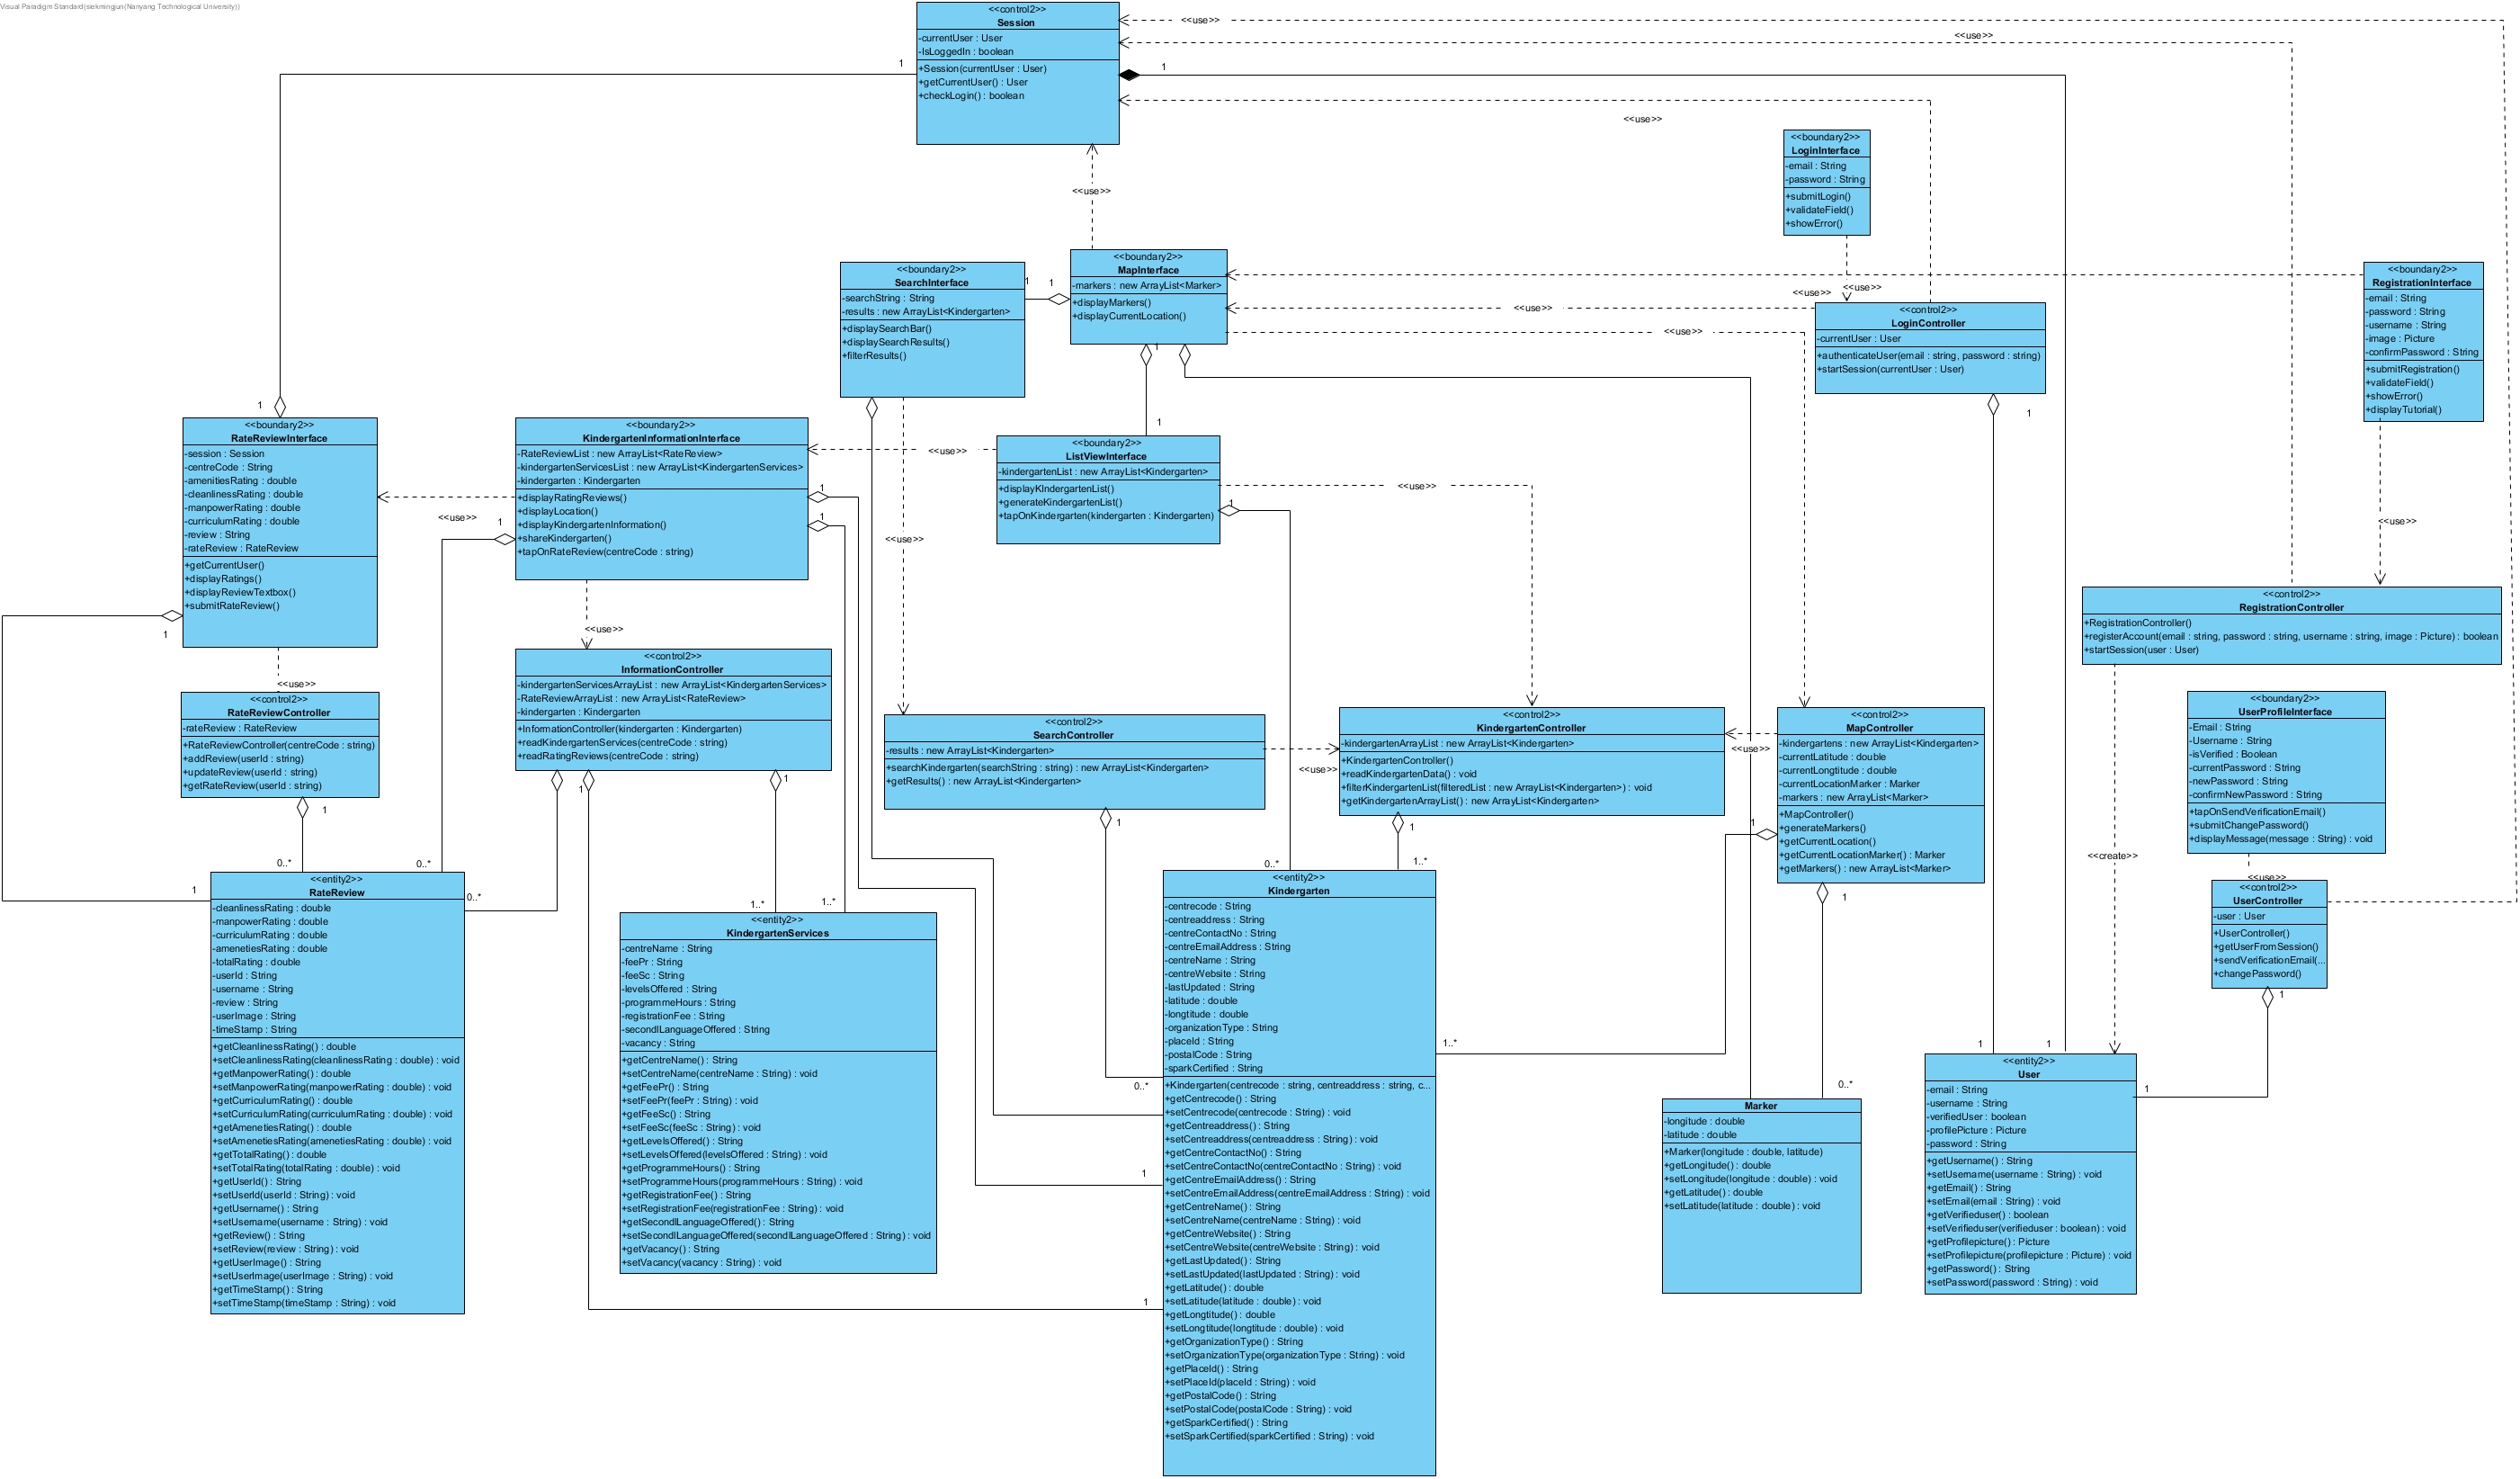 Visual Paradigm Standard(siekmingjun(Nanyang Technological University))
<<control2>>
Session
-currentUser : User
-IsLoggedIn : boolean
+Session(currentUser : User)
+getCurrentUser() : User
+checkLogin() : boolean
<<use>>
<<use>>
1
1
<<use>>
<<use>>
<<boundary2>>
LoginInterface
-email : String
-password : String
+submitLogin()
+validateField()
+showError()
<<boundary2>>
MapInterface
-markers : new ArrayList<Marker>
+displayMarkers()
+displayCurrentLocation()
<<boundary2>>
SearchInterface
-searchString : String
-results : new ArrayList<Kindergarten>
+displaySearchBar()
+displaySearchResults()
+filterResults()
1
1
1
<<use>>
<<use>>
<<use>>
<<use>>
<<boundary2>>
RegistrationInterface
-email : String
-password : String
-username : String
-image : Picture
-confirmPassword : String
+submitRegistration()
+validateField()
+showError()
+displayTutorial()
<<control2>>
LoginController
-currentUser : User
+authenticateUser(email : string, password : string)
+startSession(currentUser : User)
1
1
1
<<boundary2>>
RateReviewInterface
-session : Session
-centreCode : String
-amenitiesRating : double
-cleanlinessRating : double
-manpowerRating : double
-curriculumRating : double
-review : String
-rateReview : RateReview
+getCurrentUser()
+displayRatings()
+displayReviewTextbox()
+submitRateReview()
<<boundary2>>
KindergartenInformationInterface
-RateReviewList : new ArrayList<RateReview>
-kindergartenServicesList : new ArrayList<KindergartenServices>
-kindergarten : Kindergarten
+displayRatingReviews()
+displayLocation()
+displayKindergartenInformation()
+shareKindergarten()
+tapOnRateReview(centreCode : string)
<<boundary2>>
ListViewInterface
-kindergartenList : new ArrayList<Kindergarten>
+displayKIndergartenList()
+generateKindergartenList()
+tapOnKindergarten(kindergarten : Kindergarten)
<<use>>
<<use>>
1
1
1
1
<<use>>
<<use>>
<<use>>
<<use>>
1
<<use>>
<<control2>>
RegistrationController
+RegistrationController()
+registerAccount(email : string, password : string, username : string, image : Picture) : boolean
+startSession(user : User)
<<control2>>
InformationController
-kindergartenServicesArrayList : new ArrayList<KindergartenServices>
-RateReviewArrayList : new ArrayList<RateReview>
-kindergarten : Kindergarten
+InformationController(kindergarten : Kindergarten)
+readKindergartenServices(centreCode : string)
+readRatingReviews(centreCode : string)
<<control2>>
RateReviewController
-rateReview : RateReview
+RateReviewController(centreCode : string)
+addReview(userId : string)
+updateReview(userId : string)
+getRateReview(userId : string)
<<control2>>
SearchController
-results : new ArrayList<Kindergarten>
+searchKindergarten(searchString : string) : new ArrayList<Kindergarten>
+getResults() : new ArrayList<Kindergarten>
<<use>>
<<control2>>
KindergartenController
-kindergartenArrayList : new ArrayList<Kindergarten>
+KindergartenController()
+readKindergartenData() : void
+filterKindergartenList(filteredList : new ArrayList<Kindergarten>) : void
+getKindergartenArrayList() : new ArrayList<Kindergarten>
<<use>>
<<control2>>
MapController
-kindergartens : new ArrayList<Kindergarten>
-currentLatitude : double
-currentLongtitude : double
-currentLocationMarker : Marker
-markers : new ArrayList<Marker>
+MapController()
+generateMarkers()
+getCurrentLocation()
+getCurrentLocationMarker() : Marker
+getMarkers() : new ArrayList<Marker>
<<boundary2>>
UserProfileInterface
-Email : String
-Username : String
-isVerified : Boolean
-currentPassword : String
-newPassword : String
-confirmNewPassword : String
+tapOnSendVerificationEmail()
+submitChangePassword()
+displayMessage(message : String) : void
<<create>>
<<use>>
<<control2>>
UserController
-user : User
+UserController()
+getUserFromSession()
+sendVerificationEmail(...
+changePassword()
1
1
1
1
1
1
1
1
0..*
0..*
0..*
1
1..*
1..*
0..*
1..*
<<entity2>>
RateReview
-cleanlinessRating : double
-manpowerRating : double
-curriculumRating : double
-amenetiesRating : double
-totalRating : double
-userId : String
-username : String
-review : String
-userImage : String
-timeStamp : String
+getCleanlinessRating() : double
+setCleanlinessRating(cleanlinessRating : double) : void
+getManpowerRating() : double
+setManpowerRating(manpowerRating : double) : void
+getCurriculumRating() : double
+setCurriculumRating(curriculumRating : double) : void
+getAmenetiesRating() : double
+setAmenetiesRating(amenetiesRating : double) : void
+getTotalRating() : double
+setTotalRating(totalRating : double) : void
+getUserId() : String
+setUserId(userId : String) : void
+getUsername() : String
+setUsername(username : String) : void
+getReview() : String
+setReview(review : String) : void
+getUserImage() : String
+setUserImage(userImage : String) : void
+getTimeStamp() : String
+setTimeStamp(timeStamp : String) : void
<<entity2>>
KindergartenServices
-centreName : String
-feePr : String
-feeSc : String
-levelsOffered : String
-programmeHours : String
-registrationFee : String
-secondlLanguageOffered : String
-vacancy : String
+getCentreName() : String
+setCentreName(centreName : String) : void
+getFeePr() : String
+setFeePr(feePr : String) : void
+getFeeSc() : String
+setFeeSc(feeSc : String) : void
+getLevelsOffered() : String
+setLevelsOffered(levelsOffered : String) : void
+getProgrammeHours() : String
+setProgrammeHours(programmeHours : String) : void
+getRegistrationFee() : String
+setRegistrationFee(registrationFee : String) : void
+getSecondlLanguageOffered() : String
+setSecondlLanguageOffered(secondlLanguageOffered : String) : void
+getVacancy() : String
+setVacancy(vacancy : String) : void
<<entity2>>
Kindergarten
-centrecode : String
-centreaddress : String
-centreContactNo : String
-centreEmailAddress : String
-centreName : String
-centreWebsite : String
-lastUpdated : String
-latitude : double
-longtitude : double
-organizationType : String
-placeId : String
-postalCode : String
-sparkCertified : String
+Kindergarten(centrecode : string, centreaddress : string, c...
+getCentrecode() : String
+setCentrecode(centrecode : String) : void
+getCentreaddress() : String
+setCentreaddress(centreaddress : String) : void
+getCentreContactNo() : String
+setCentreContactNo(centreContactNo : String) : void
+getCentreEmailAddress() : String
+setCentreEmailAddress(centreEmailAddress : String) : void
+getCentreName() : String
+setCentreName(centreName : String) : void
+getCentreWebsite() : String
+setCentreWebsite(centreWebsite : String) : void
+getLastUpdated() : String
+setLastUpdated(lastUpdated : String) : void
+getLatitude() : double
+setLatitude(latitude : double) : void
+getLongtitude() : double
+setLongtitude(longtitude : double) : void
+getOrganizationType() : String
+setOrganizationType(organizationType : String) : void
+getPlaceId() : String
+setPlaceId(placeId : String) : void
+getPostalCode() : String
+setPostalCode(postalCode : String) : void
+getSparkCertified() : String
+setSparkCertified(sparkCertified : String) : void
0..*
1
1
1..*
0..*
Marker
-longitude : double
-latitude : double
+Marker(longitude : double, latitude)
+getLongitude() : double
+setLongitude(longitude : double) : void
+getLatitude() : double
+setLatitude(latitude : double) : void
1
1
1
<<entity2>>
User
-email : String
-username : String
-verifiedUser : boolean
-profilePicture : Picture
-password : String
+getUsername() : String
+setUsername(username : String) : void
+getEmail() : String
+setEmail(email : String) : void
+getVerifieduser() : boolean
+setVerifieduser(verifieduser : boolean) : void
+getProfilepicture() : Picture
+setProfilepicture(profilepicture : Picture) : void
+getPassword() : String
+setPassword(password : String) : void